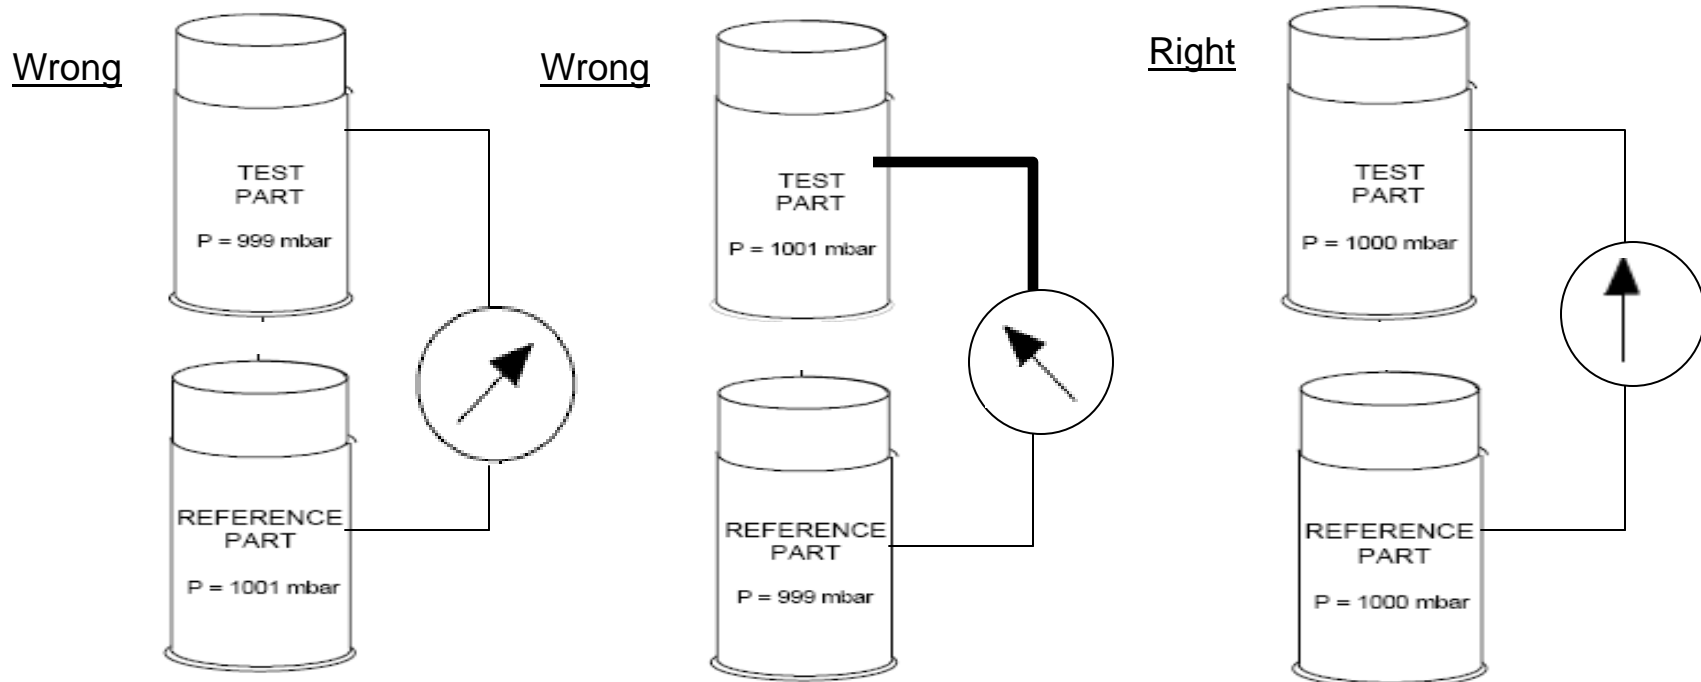 Wrong
TEST
PART
P = 999 mbar
REFERENCE
PART
P = 1001 mbar
Wrong
TEST
PART
P = 1001 mbar
REFERENCE
PART
P = 999 mbar
Right
TEST
PART
P = 1000 mbar
REFERENCE
PART
P = 1000 mbar